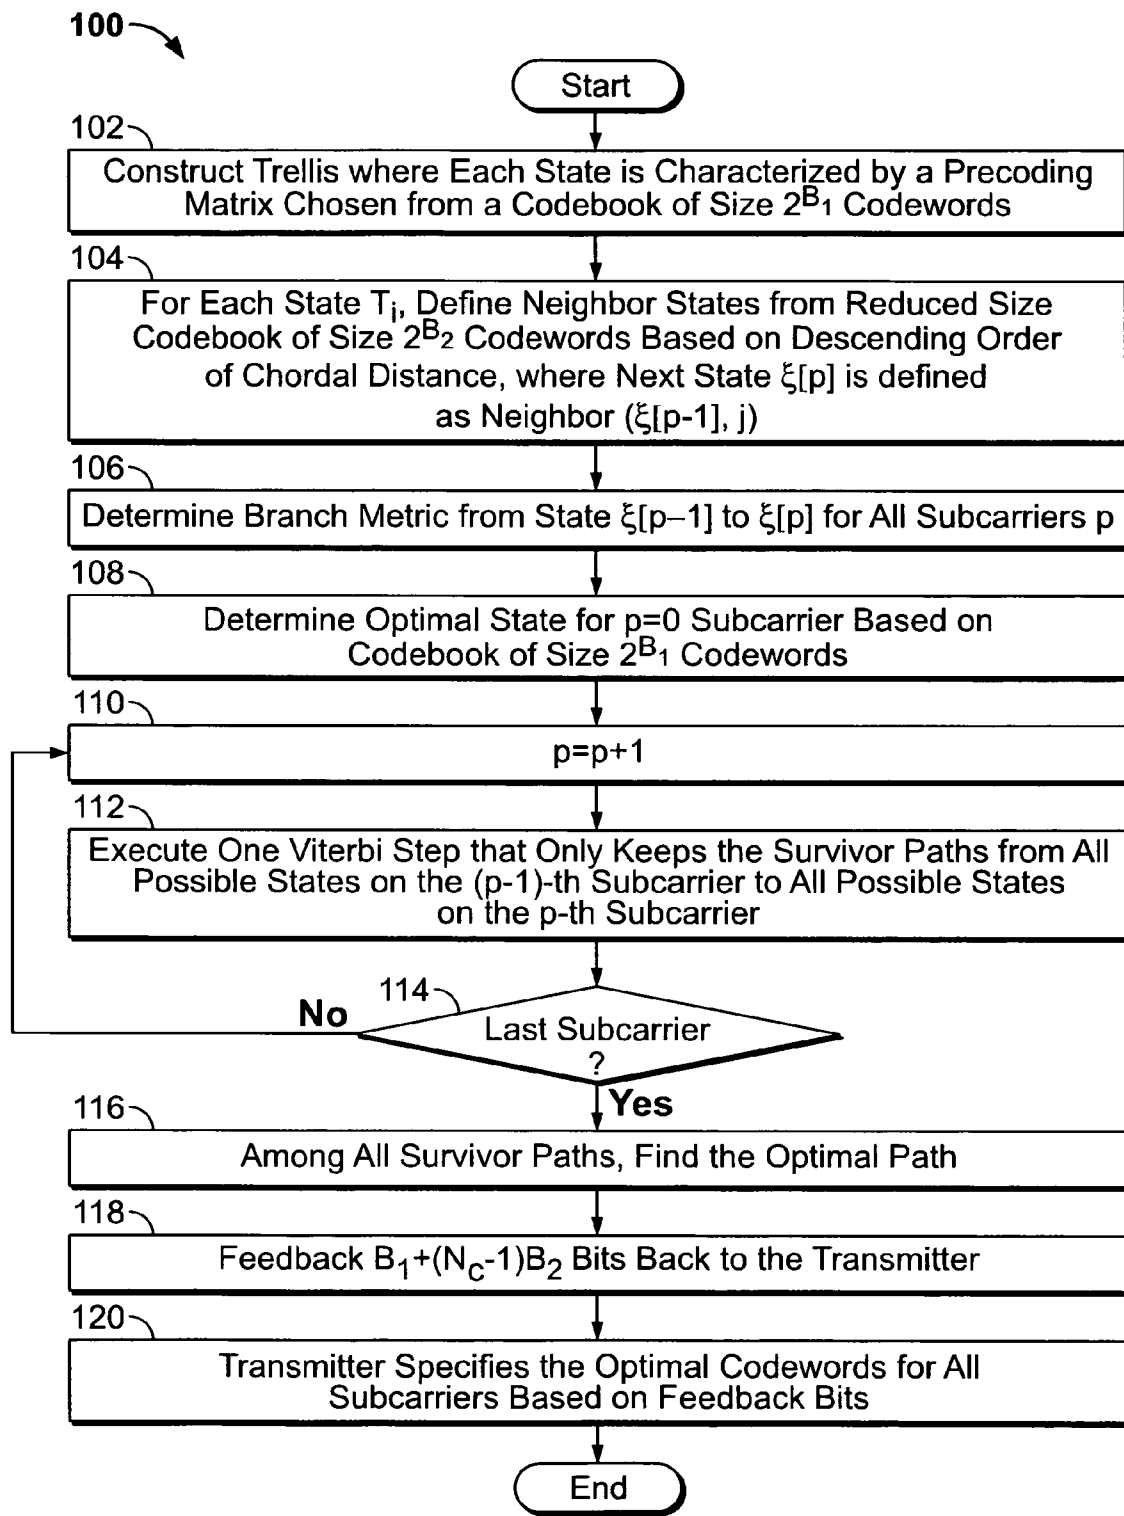 100
Start
102
Construct Trellis where Each State is Characterized by a Precoding
Matrix Chosen from a Codebook of Size 2^B₁ Codewords
104
For Each State Tᵢ, Define Neighbor States from Reduced Size
Codebook of Size 2^B₂ Codewords Based on Descending Order
of Chordal Distance, where Next State ξ[p] is defined
as Neighbor (ξ[p-1], j)
106
Determine Branch Metric from State ξ[p–1] to ξ[p] for All Subcarriers p
108
Determine Optimal State for p=0 Subcarrier Based on
Codebook of Size 2^B₁ Codewords
110
p=p+1
112
Execute One Viterbi Step that Only Keeps the Survivor Paths from All
Possible States on the (p-1)-th Subcarrier to All Possible States
on the p-th Subcarrier
114
No
Last Subcarrier
?
Yes
116
Among All Survivor Paths, Find the Optimal Path
118
Feedback B₁+(N_C-1)B₂ Bits Back to the Transmitter
120
Transmitter Specifies the Optimal Codewords for All
Subcarriers Based on Feedback Bits
End